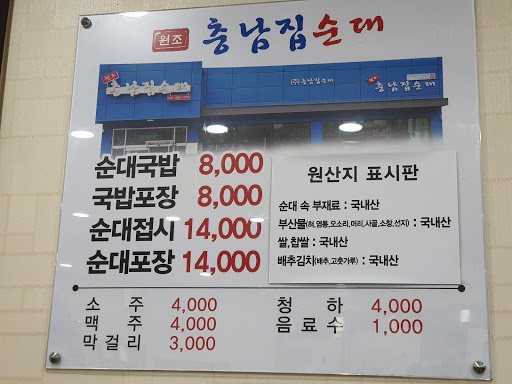 원조 충남집순대
원조 충남집순대
(주)충남집순대
원조 충남집순대
순대국밥 8,000
국밥포장 8,000
순대접시 14,000
순대포장 14,000
원산지 표시판
순대 속 부재료 : 국내산
부산물(혀,염통,오소리,머리,사골,소창,선지) : 국내산
쌀,찹쌀 : 국내산
배추김치(배추,고춧가루) : 국내산
소 주 4,000
맥 주 4,000
막걸리 3,000
청 하 4,000
음료수 1,000